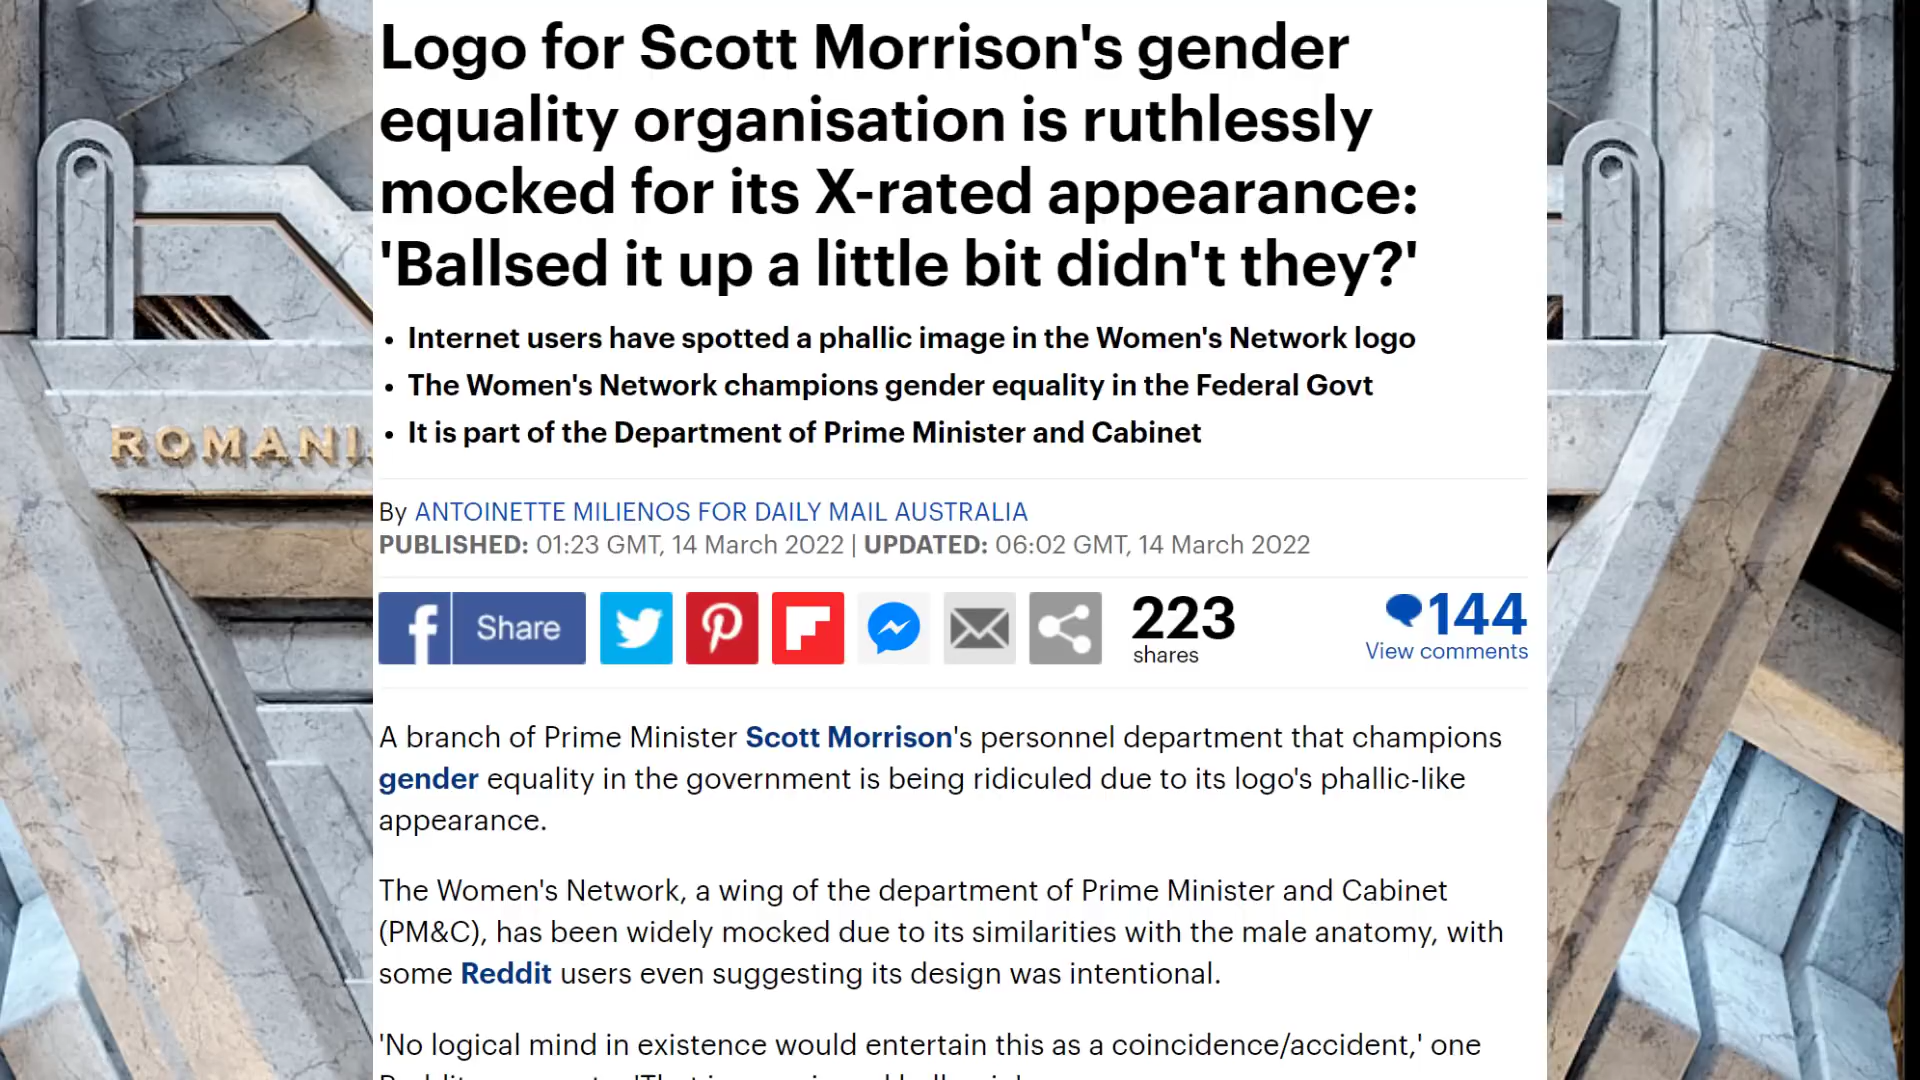 Logo for Scott Morrison's gender
equality organisation is ruthlessly
mocked for its X-rated appearance:
'Ballsed it up a little bit didn't they?'
• Internet users have spotted a phallic image in the Women's Network logo
• The Women's Network champions gender equality in the Federal Govt
• It is part of the Department of Prime Minister and Cabinet
ROMANI
By ANTOINETTE MILIENOS FOR DAILY MAIL AUSTRALIA
PUBLISHED: 01:23 GMT, 14 March 2022 | UPDATED: 06:02 GMT, 14 March 2022
Share
223
shares
144
View comments
A branch of Prime Minister Scott Morrison's personnel department that champions
gender equality in the government is being ridiculed due to its logo's phallic-like
appearance.
The Women's Network, a wing of the department of Prime Minister and Cabinet
(PM&C), has been widely mocked due to its similarities with the male anatomy, with
some Reddit users even suggesting its design was intentional.
'No logical mind in existence would entertain this as a coincidence/accident,' one